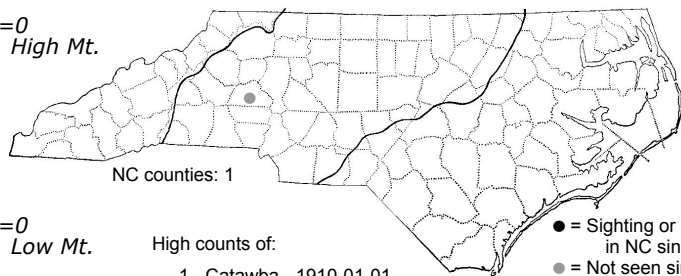 =0
High Mt.
NC counties: 1
=0
Low Mt.
High counts of:
● = Sighting or
in NC sin
● = Not seen si
1 - Catawba - 1910-01-01